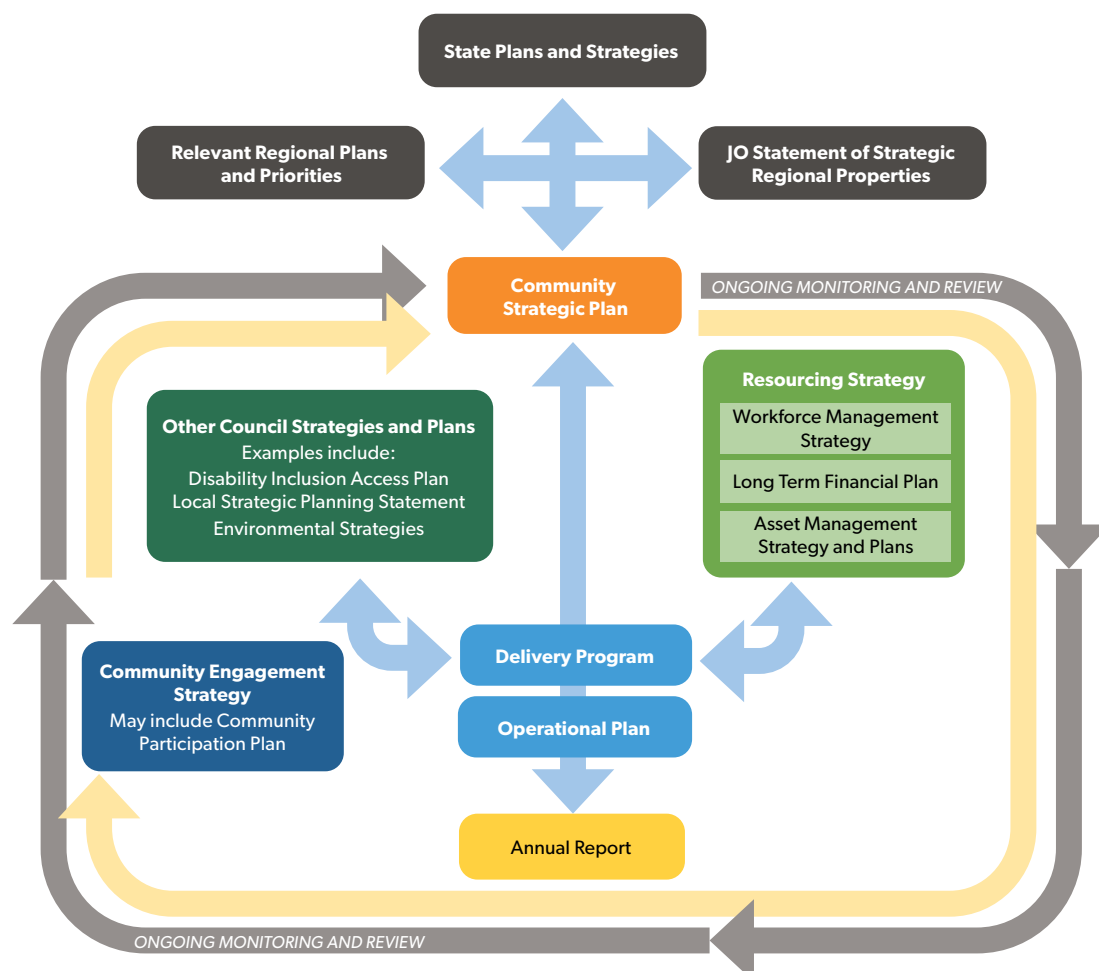 State Plans and Strategies
Relevant Regional Plans
and Priorities
JO Statement of Strategic
Regional Properties
Community
Strategic Plan
ONGOING MONITORING AND REVIEW
Resourcing Strategy
Workforce Management
Strategy
Long Term Financial Plan
Asset Management
Strategy and Plans
Other Council Strategies and Plans
Examples include:
Disability Inclusion Access Plan
Local Strategic Planning Statement
Environmental Strategies
Community Engagement
Strategy
May include Community
Participation Plan
Delivery Program
Operational Plan
Annual Report
ONGOING MONITORING AND REVIEW